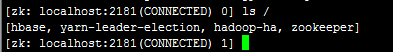 [zk: localhost:2181(CONNECTED) 0] ls /
[hbase, yarn-leader-election, hadoop-ha, zookeeper]
[zk: localhost:2181(CONNECTED) 1]